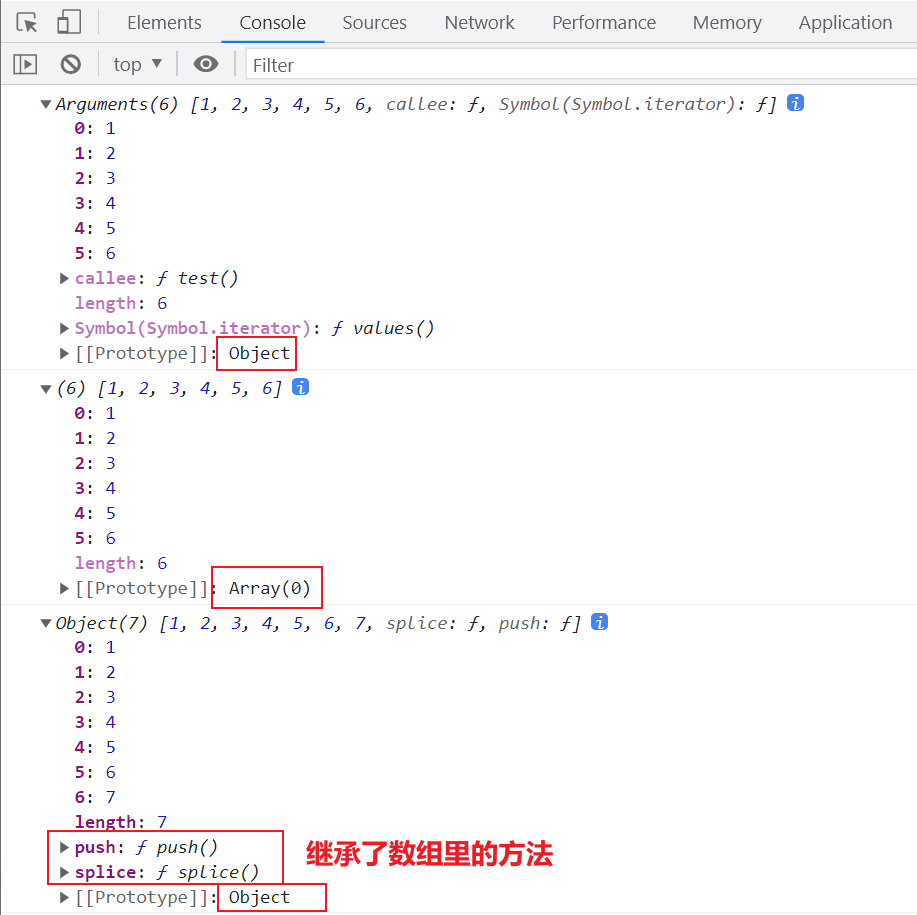 Elements Console Sources Network Performance Memory Application
top ▼ Filter
▼Arguments(6) [1, 2, 3, 4, 5, 6, callee: ƒ, Symbol(Symbol.iterator): ƒ] i
0: 1
1: 2
2: 3
3: 4
4: 5
5: 6
▶callee: ƒ test()
length: 6
▶Symbol(Symbol.iterator): ƒ values()
▶[[Prototype]]: Object
▼(6) [1, 2, 3, 4, 5, 6] i
0: 1
1: 2
2: 3
3: 4
4: 5
5: 6
length: 6
▶[[Prototype]]: Array(0)
▼Object(7) [1, 2, 3, 4, 5, 6, 7, splice: ƒ, push: ƒ] i
0: 1
1: 2
2: 3
3: 4
4: 5
5: 6
6: 7
length: 7
▶push: ƒ push()
继承了数组里的方法
▶splice: ƒ splice()
▶[[Prototype]]: Object